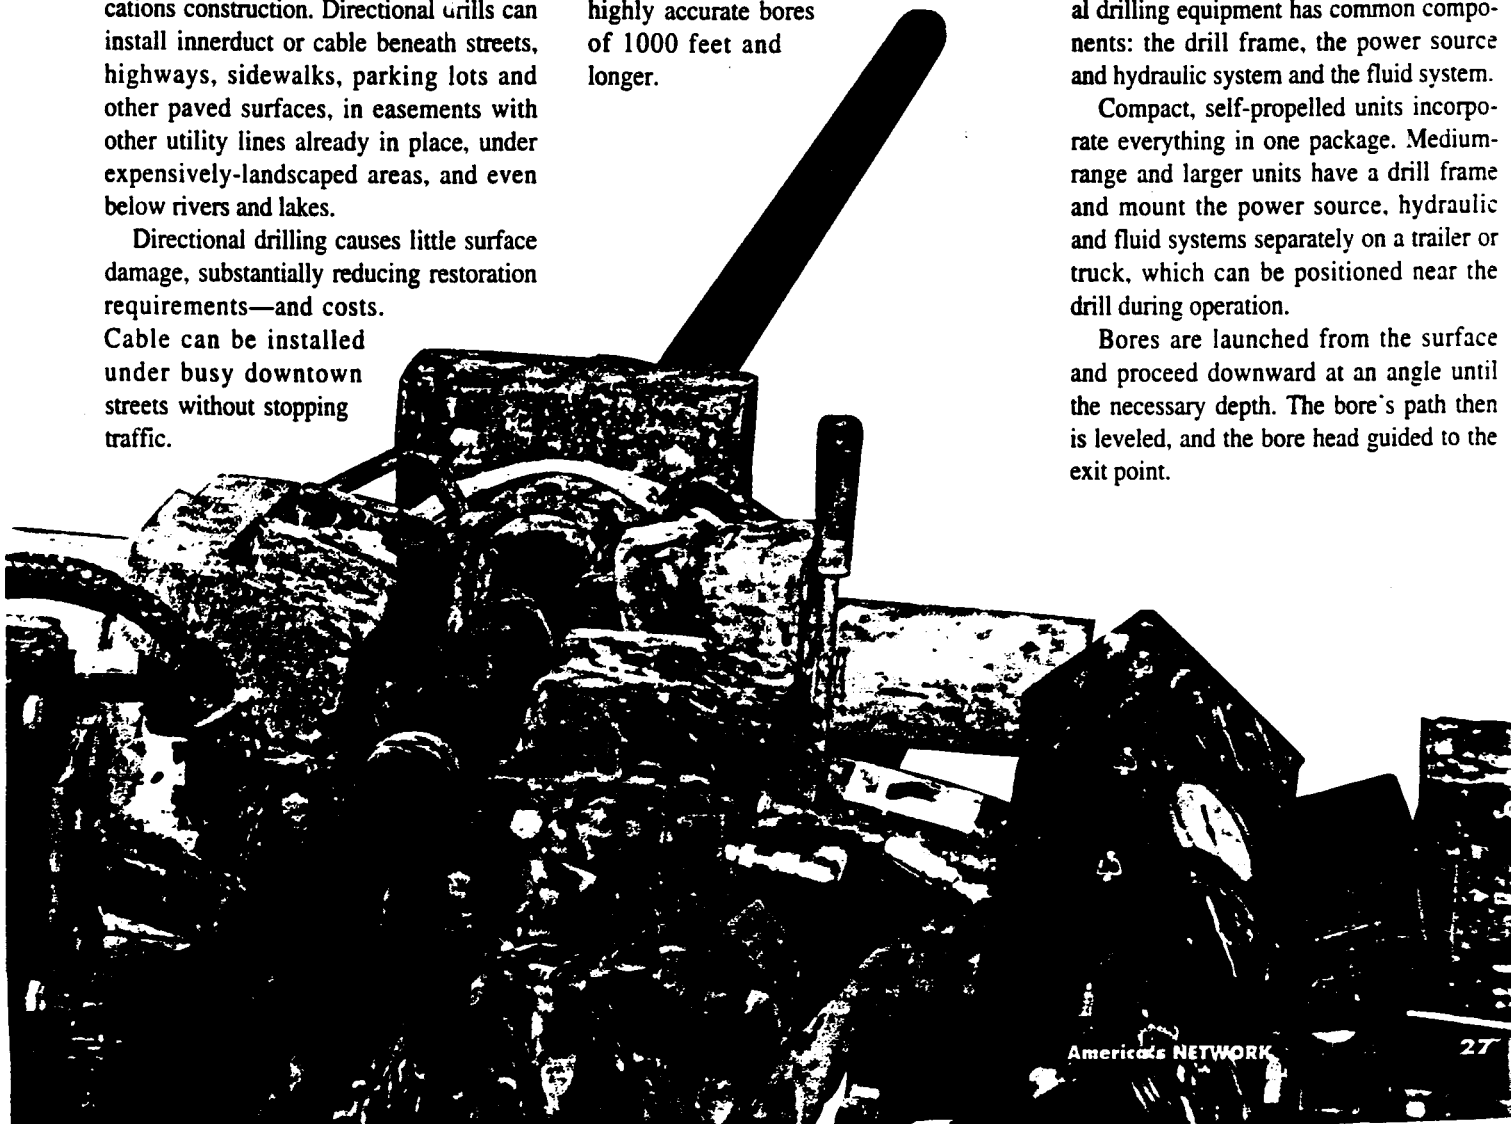 cations construction. Directional drills can
install innerduct or cable beneath streets,
highways, sidewalks, parking lots and
other paved surfaces, in easements with
other utility lines already in place, under
expensively-landscaped areas, and even
below rivers and lakes.
Directional drilling causes little surface
damage, substantially reducing restoration
requirements—and costs.
Cable can be installed
under busy downtown
streets without stopping
traffic.
highly accurate bores
of 1000 feet and
longer.
al drilling equipment has common compo-
nents: the drill frame, the power source
and hydraulic system and the fluid system.
Compact, self-propelled units incorpo-
rate everything in one package. Medium-
range and larger units have a drill frame
and mount the power source, hydraulic
and fluid systems separately on a trailer or
truck, which can be positioned near the
drill during operation.
Bores are launched from the surface
and proceed downward at an angle until
the necessary depth. The bore's path then
is leveled, and the bore head guided to the
exit point.
America's NETWORK
27